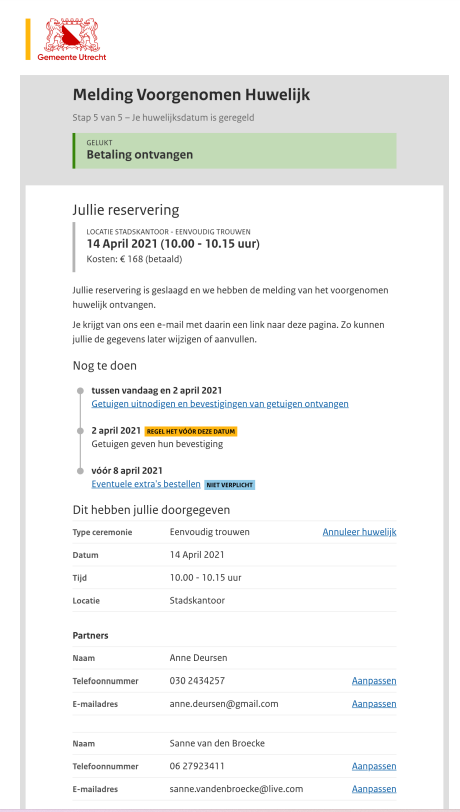 Gemeente Utrecht
Melding Voorgenomen Huwelijk
Stap 5 van 5 – Je huwelijksdatum is geregeld
GELUKT
Betaling ontvangen
Jullie reservering
LOCATIE STADSKANTOOR - EENVOUDIG TROUWEN
14 April 2021 (10.00 - 10.15 uur)
Kosten: € 168 (betaald)
Jullie reservering is geslaagd en we hebben de melding van het voorgenomen
huwelijk ontvangen.
Je krijgt van ons een e-mail met daarin een link naar deze pagina. Zo kunnen
jullie de gegevens later wijzigen of aanvullen.
Nog te doen
tussen vandaag en 2 april 2021
Getuigen uitnodigen en bevestigingen van getuigen ontvangen
2 april 2021 REGEL HET VÓÓR DEZE DATUM
Getuigen geven hun bevestiging
vóór 8 april 2021
Eventuele extra's bestellen NIET VERPLICHT
Dit hebben jullie doorgegeven
Type ceremonie Eenvoudig trouwen Annuleer huwelijk
Datum 14 April 2021
Tijd 10.00 - 10.15 uur
Locatie Stadskantoor
Partners
Naam Anne Deursen
Telefoonnummer 030 2434257 Aanpassen
E-mailadres anne.deursen@gmail.com Aanpassen
Naam Sanne van den Broecke
Telefoonnummer 06 27923411 Aanpassen
E-mailadres sanne.vandenbroecke@live.com Aanpassen